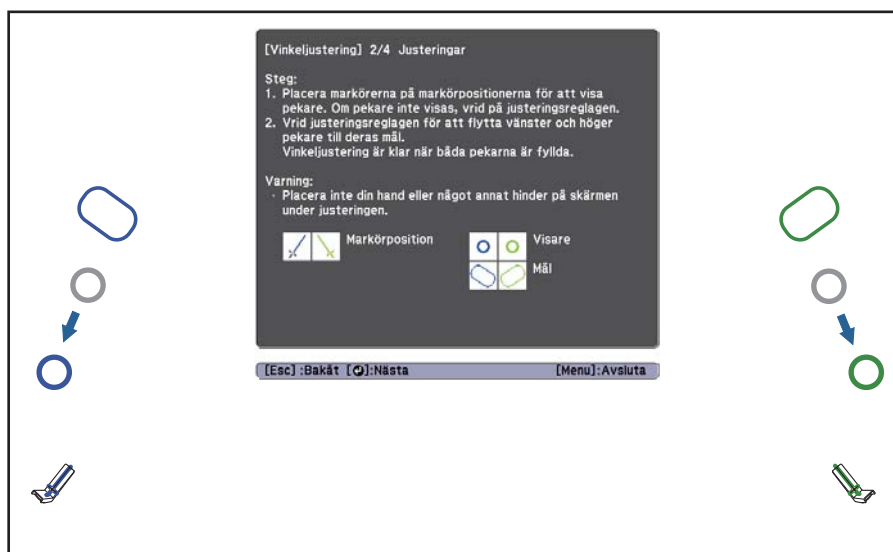 [Vinkeljustering] 2/4 Justeringar
Steg:
1. Placera markörerna på markörpositionerna för att visa
pekare. Om pekare inte visas, vrid på justeringsreglagen.
2. Vrid justeringsreglagen för att flytta vänster och höger
pekare till deras mål.
Vinkeljustering är klar när båda pekarna är fyllda.
Varning:
· Placera inte din hand eller något annat hinder på skärmen
under justeringen.
Markörposition
Visare
Mål
[Esc] :Bakåt [⏎]:Nästa [Menu]:Avsluta